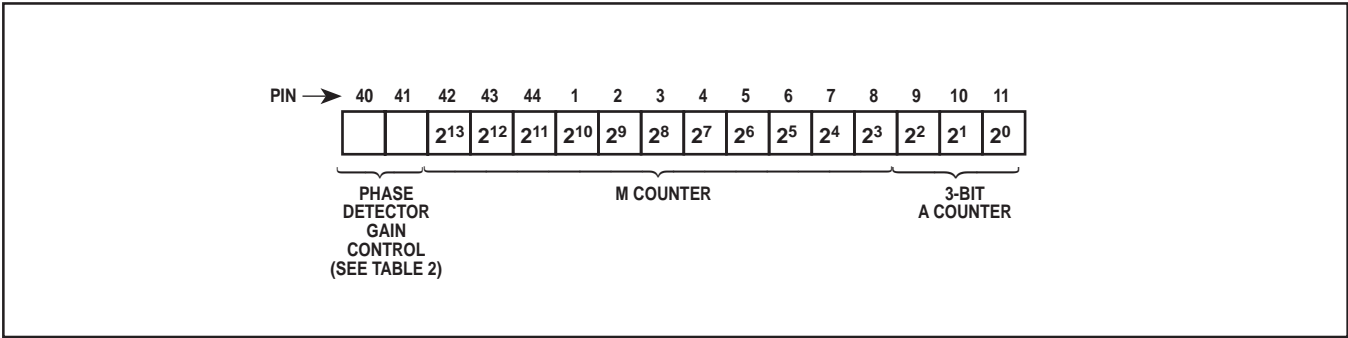 PIN 40 41 42 43 44 1 2 3 4 5 6 7 8 9 10 11
2¹³ 2¹² 2¹¹ 2¹⁰ 2⁹ 2⁸ 2⁷ 2⁶ 2⁵ 2⁴ 2³ 2² 2¹ 2⁰
PHASE
DETECTOR
GAIN
CONTROL
(SEE TABLE 2)
M COUNTER
3-BIT
A COUNTER